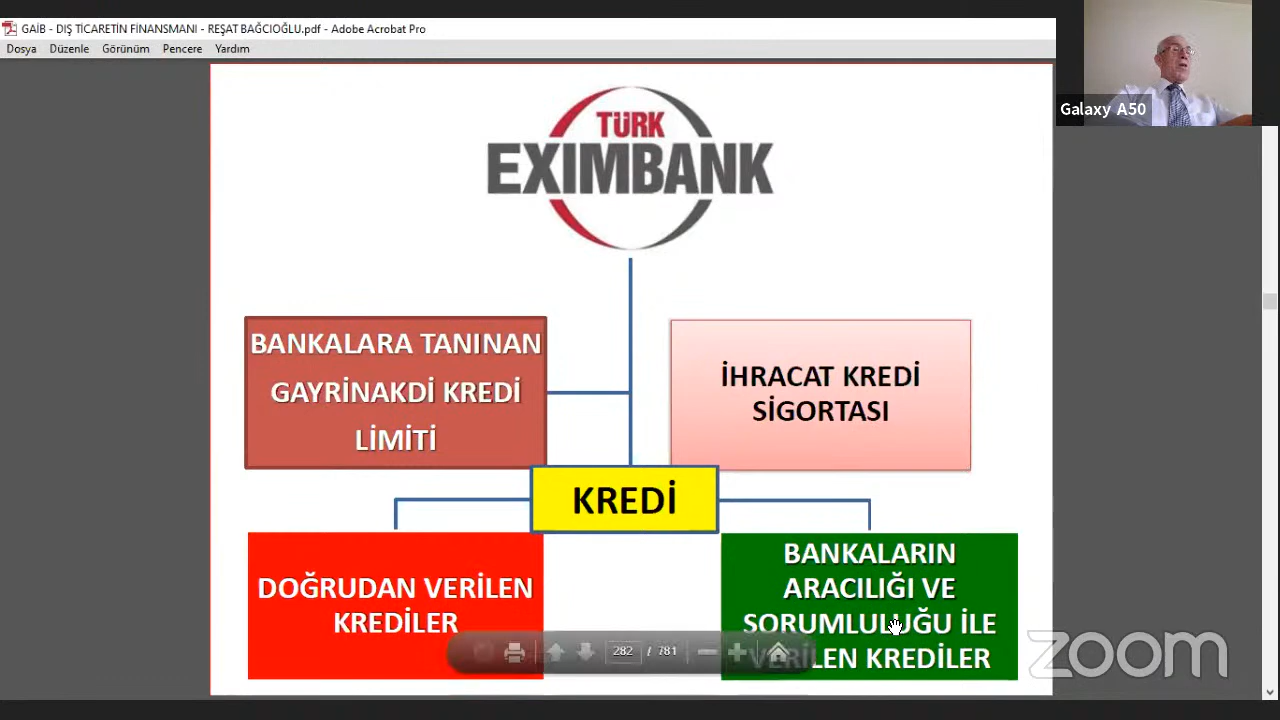 GAİB - DIŞ TİCARETİN FİNANSMANI - REŞAT BAĞCIOĞLU.pdf - Adobe Acrobat Pro
Dosya Düzenle Görünüm Pencere Yardım
Galaxy A50
TÜRK
EXIMBANK
BANKALARA TANINAN
GAYRİNAKDİ KREDİ
LİMİTİ
İHRACAT KREDİ
SİGORTASI
KREDİ
DOĞRUDAN VERİLEN
KREDİLER
BANKALARIN
ARACILIĞI VE
SORUMLULUĞU İLE
VERİLEN KREDİLER
282 / 781
zoom